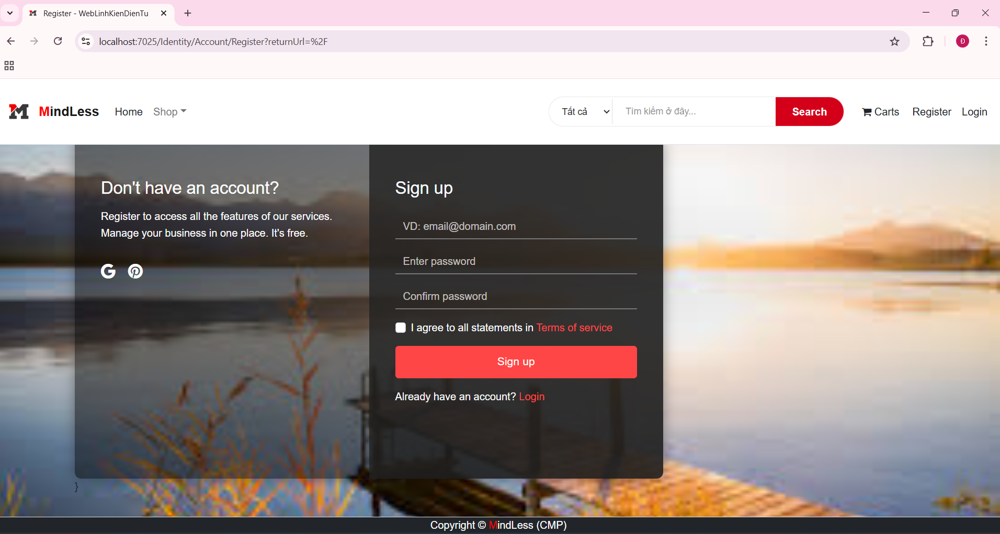 Register - WebLinhKienDienTu
localhost:7025/Identity/Account/Register?returnUrl=%2F
Đ
MindLess Home Shop Tất cả Tìm kiếm ở đây... Search Carts Register Login
Don't have an account?
Register to access all the features of our services.
Manage your business in one place. It's free.
Sign up
VD: email@domain.com
Enter password
Confirm password
I agree to all statements in Terms of service
Sign up
Already have an account? Login
}
Copyright © MindLess (CMP)